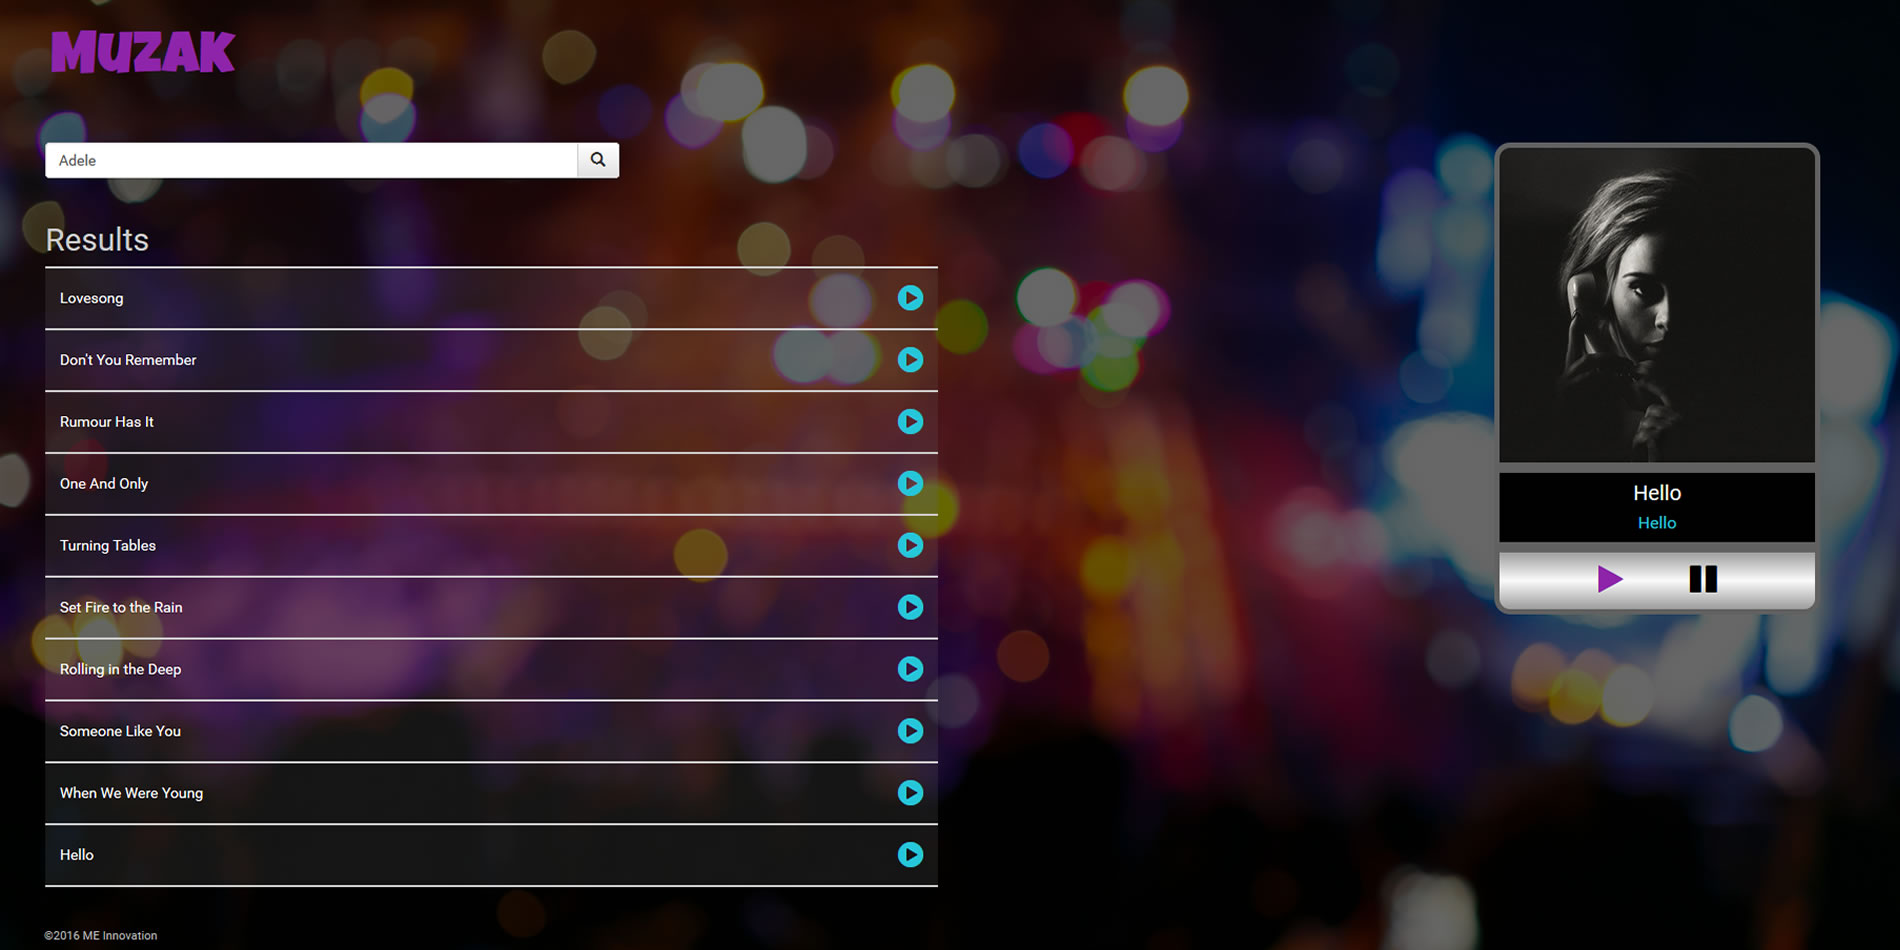 MUZAK
Adele
Results
Lovesong
Don't You Remember
Rumour Has It
One And Only
Turning Tables
Set Fire to the Rain
Rolling in the Deep
Someone Like You
When We Were Young
Hello
Hello
Hello
©2016 ME Innovation